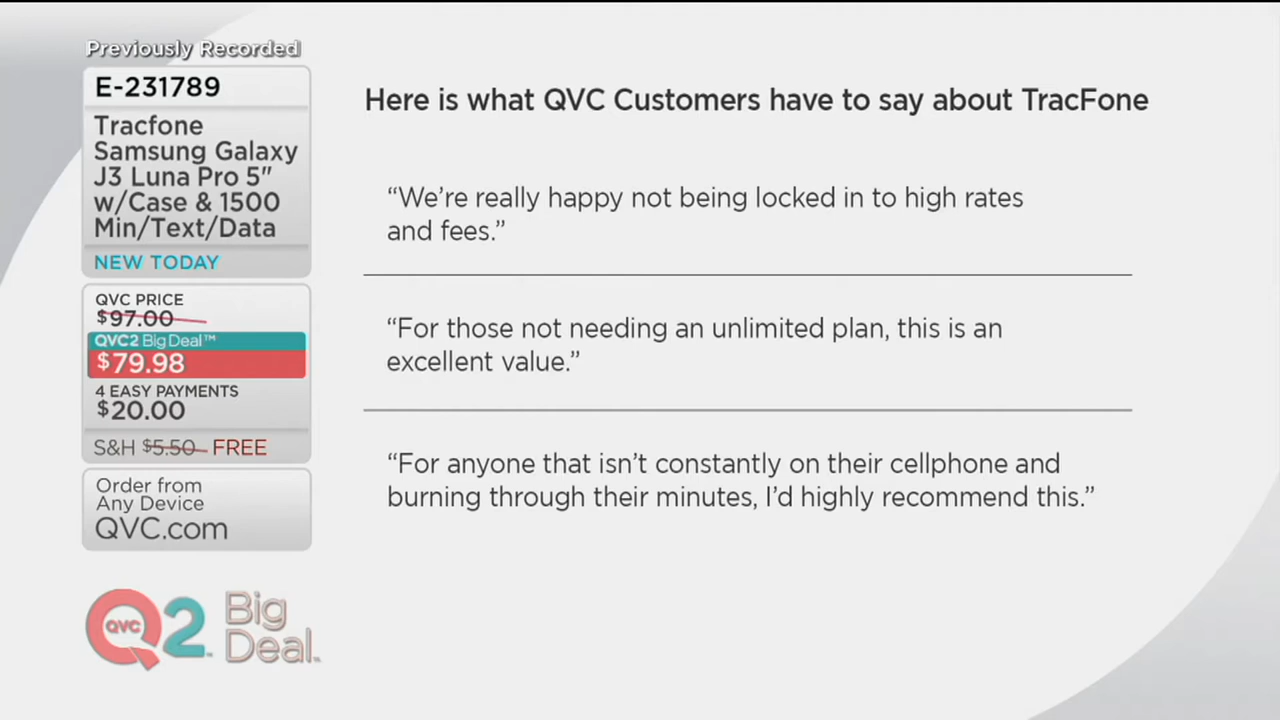 Previously Recorded
E-231789
Tracfone
Samsung Galaxy
J3 Luna Pro 5"
w/Case & 1500
Min/Text/Data
NEW TODAY
QVC PRICE
$97.00
QVC2 Big Deal™
$79.98
4 EASY PAYMENTS
$20.00
S&H $5.50 FREE
Order from
Any Device
QVC.com
QVC 2™ Big
Deal™
Here is what QVC Customers have to say about TracFone
“We’re really happy not being locked in to high rates
and fees.”
“For those not needing an unlimited plan, this is an
excellent value.”
“For anyone that isn’t constantly on their cellphone and
burning through their minutes, I’d highly recommend this.”